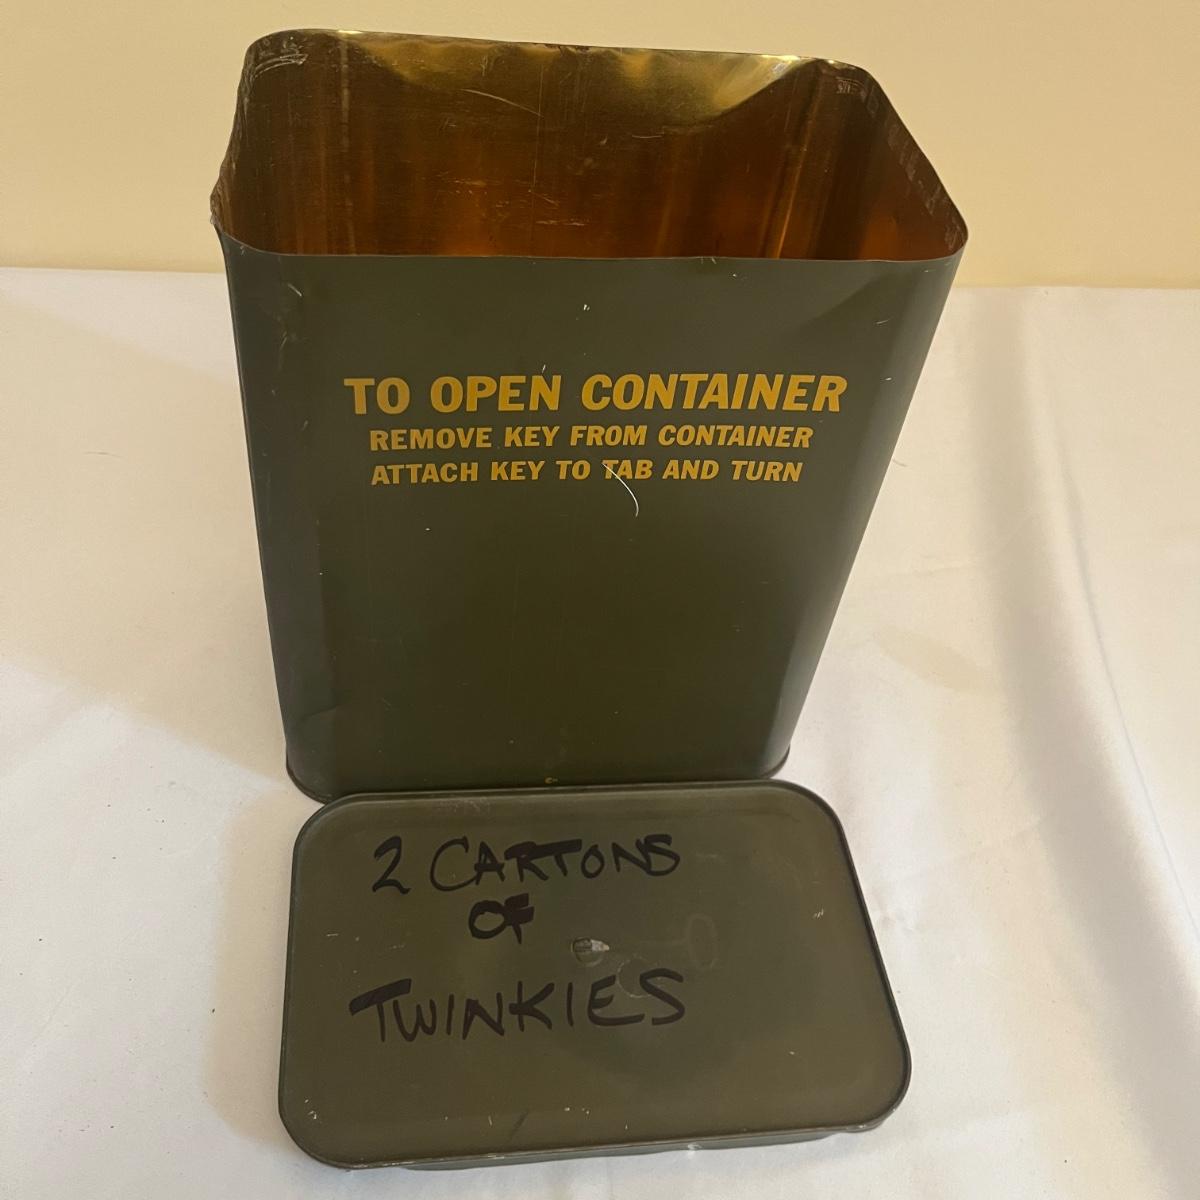 TO OPEN CONTAINER
REMOVE KEY FROM CONTAINER
ATTACH KEY TO TAB AND TURN
2 CARTONS
OF
TWINKIES